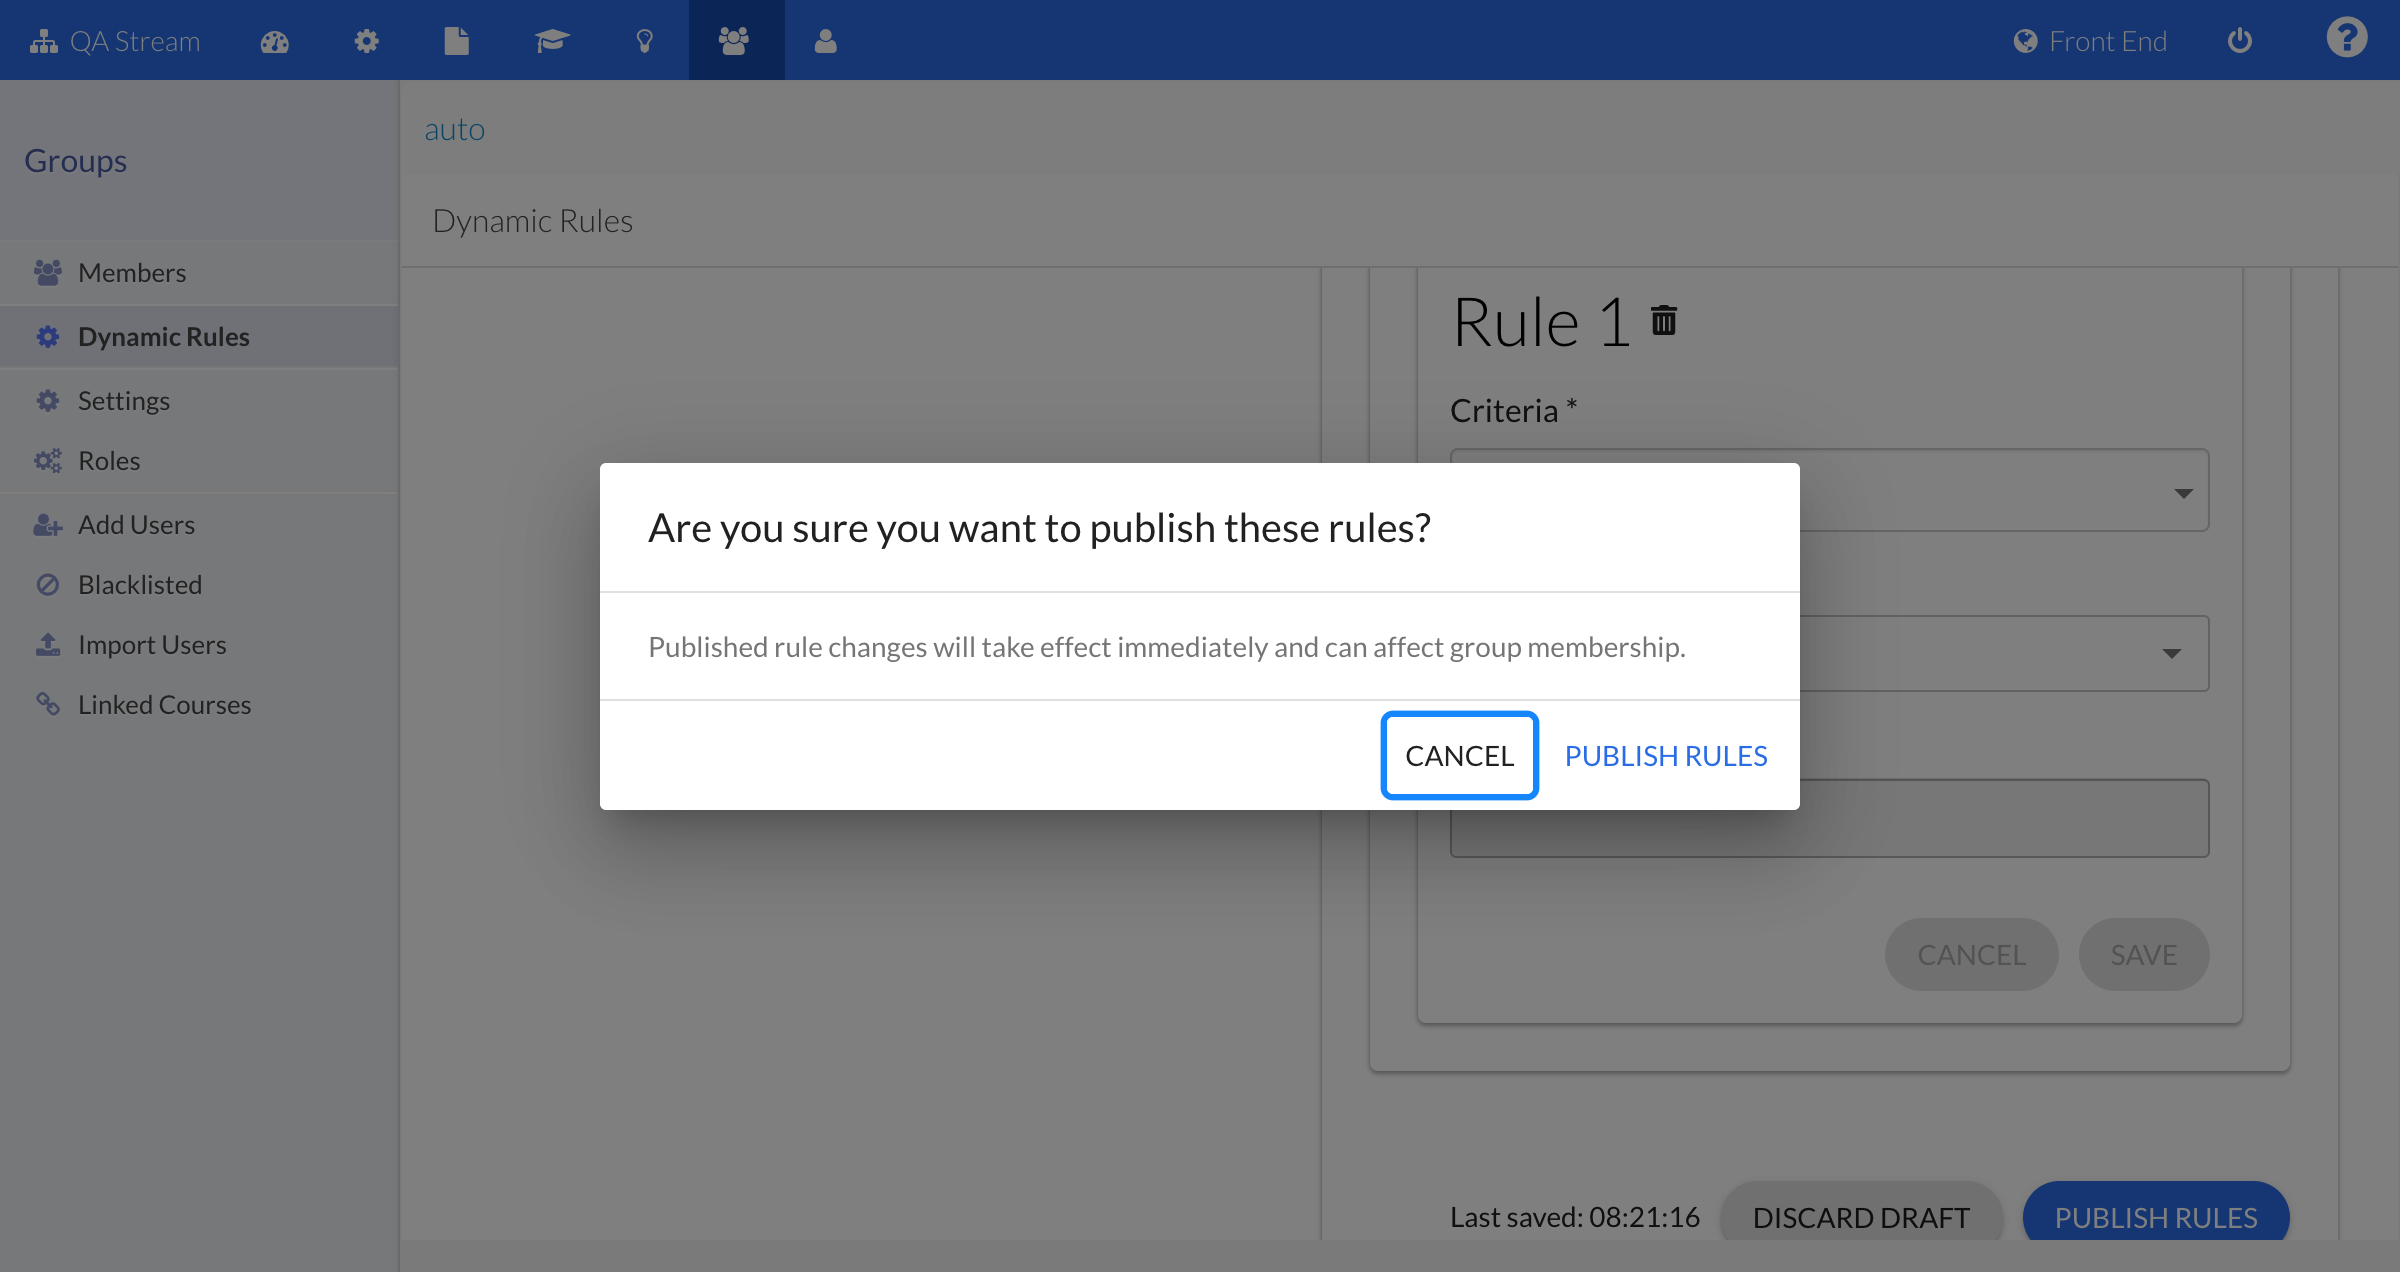 QA Stream
Front End
Groups
Members
Dynamic Rules
Settings
Roles
Add Users
Blacklisted
Import Users
Linked Courses
auto
Dynamic Rules
Rule 1
Criteria *
Are you sure you want to publish these rules?
Published rule changes will take effect immediately and can affect group membership.
CANCEL PUBLISH RULES
CANCEL SAVE
Last saved: 08:21:16 DISCARD DRAFT PUBLISH RULES